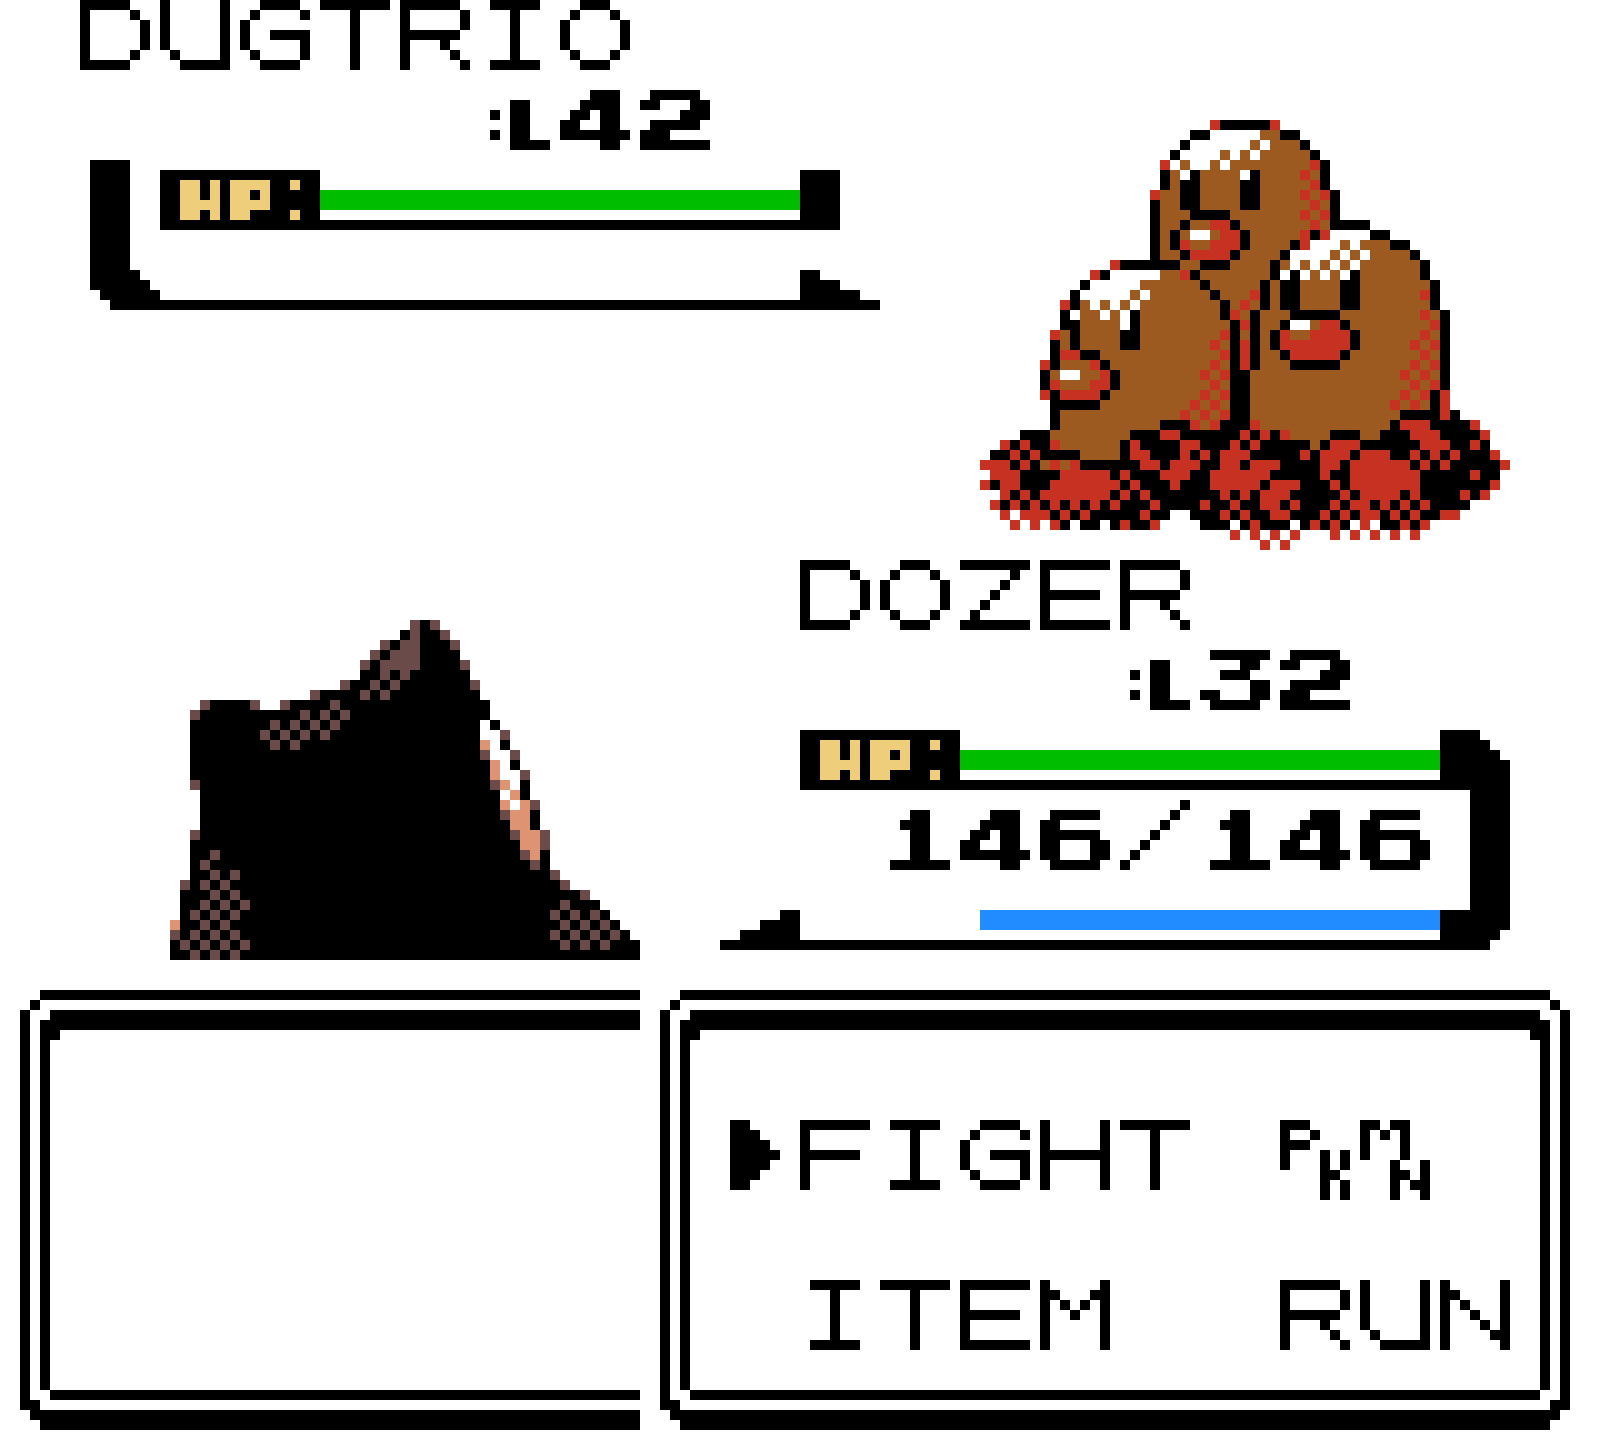 DUGTRIO
:L42
HP:
DOZER
:L32
HP:
146/146
▶FIGHT PKMN
ITEM RUN